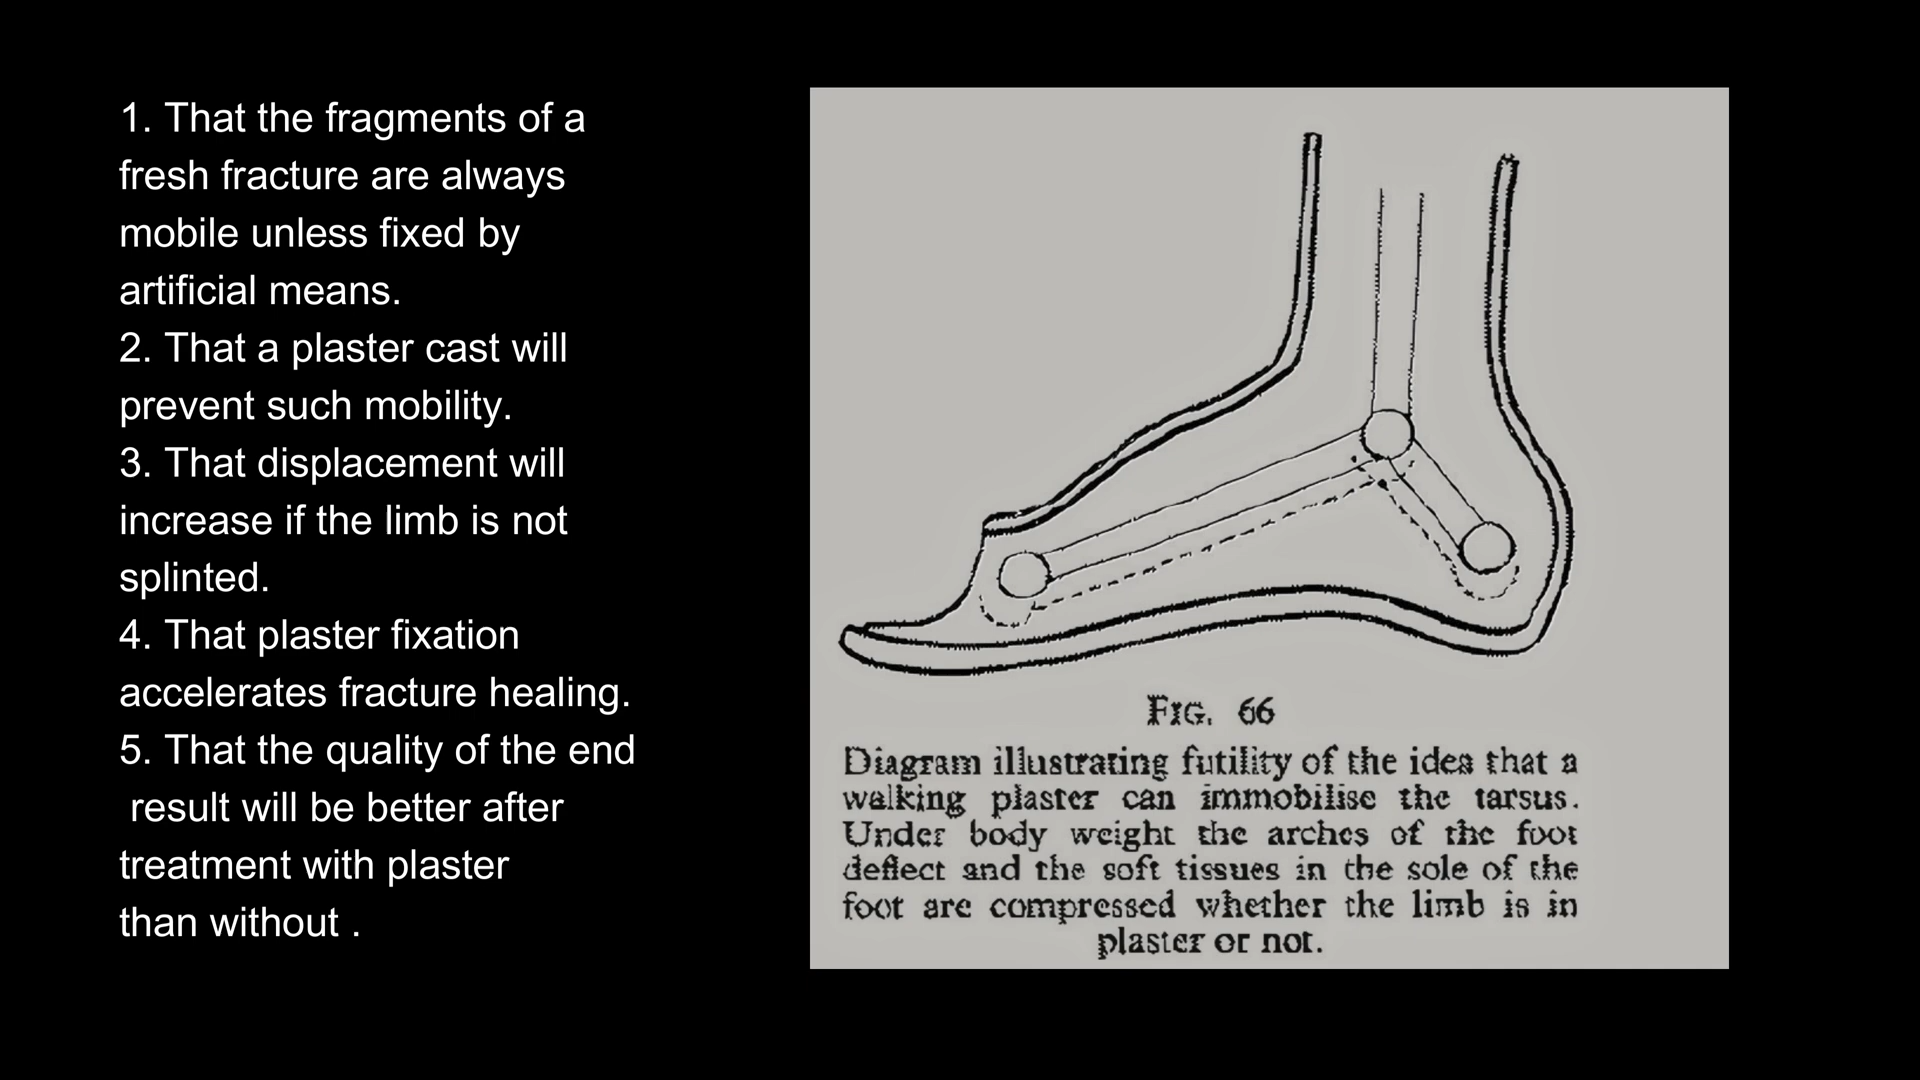 1. That the fragments of a
fresh fracture are always
mobile unless fixed by
artificial means.
2. That a plaster cast will
prevent such mobility.
3. That displacement will
increase if the limb is not
splinted.
4. That plaster fixation
accelerates fracture healing.
5. That the quality of the end
result will be better after
treatment with plaster
than without .
FIG. 66
Diagram illustrating futility of the idea that a
walking plaster can immobilise the tarsus.
Under body weight the arches of the foot
deflect and the soft tissues in the sole of the
foot are compressed whether the limb is in
plaster or not.